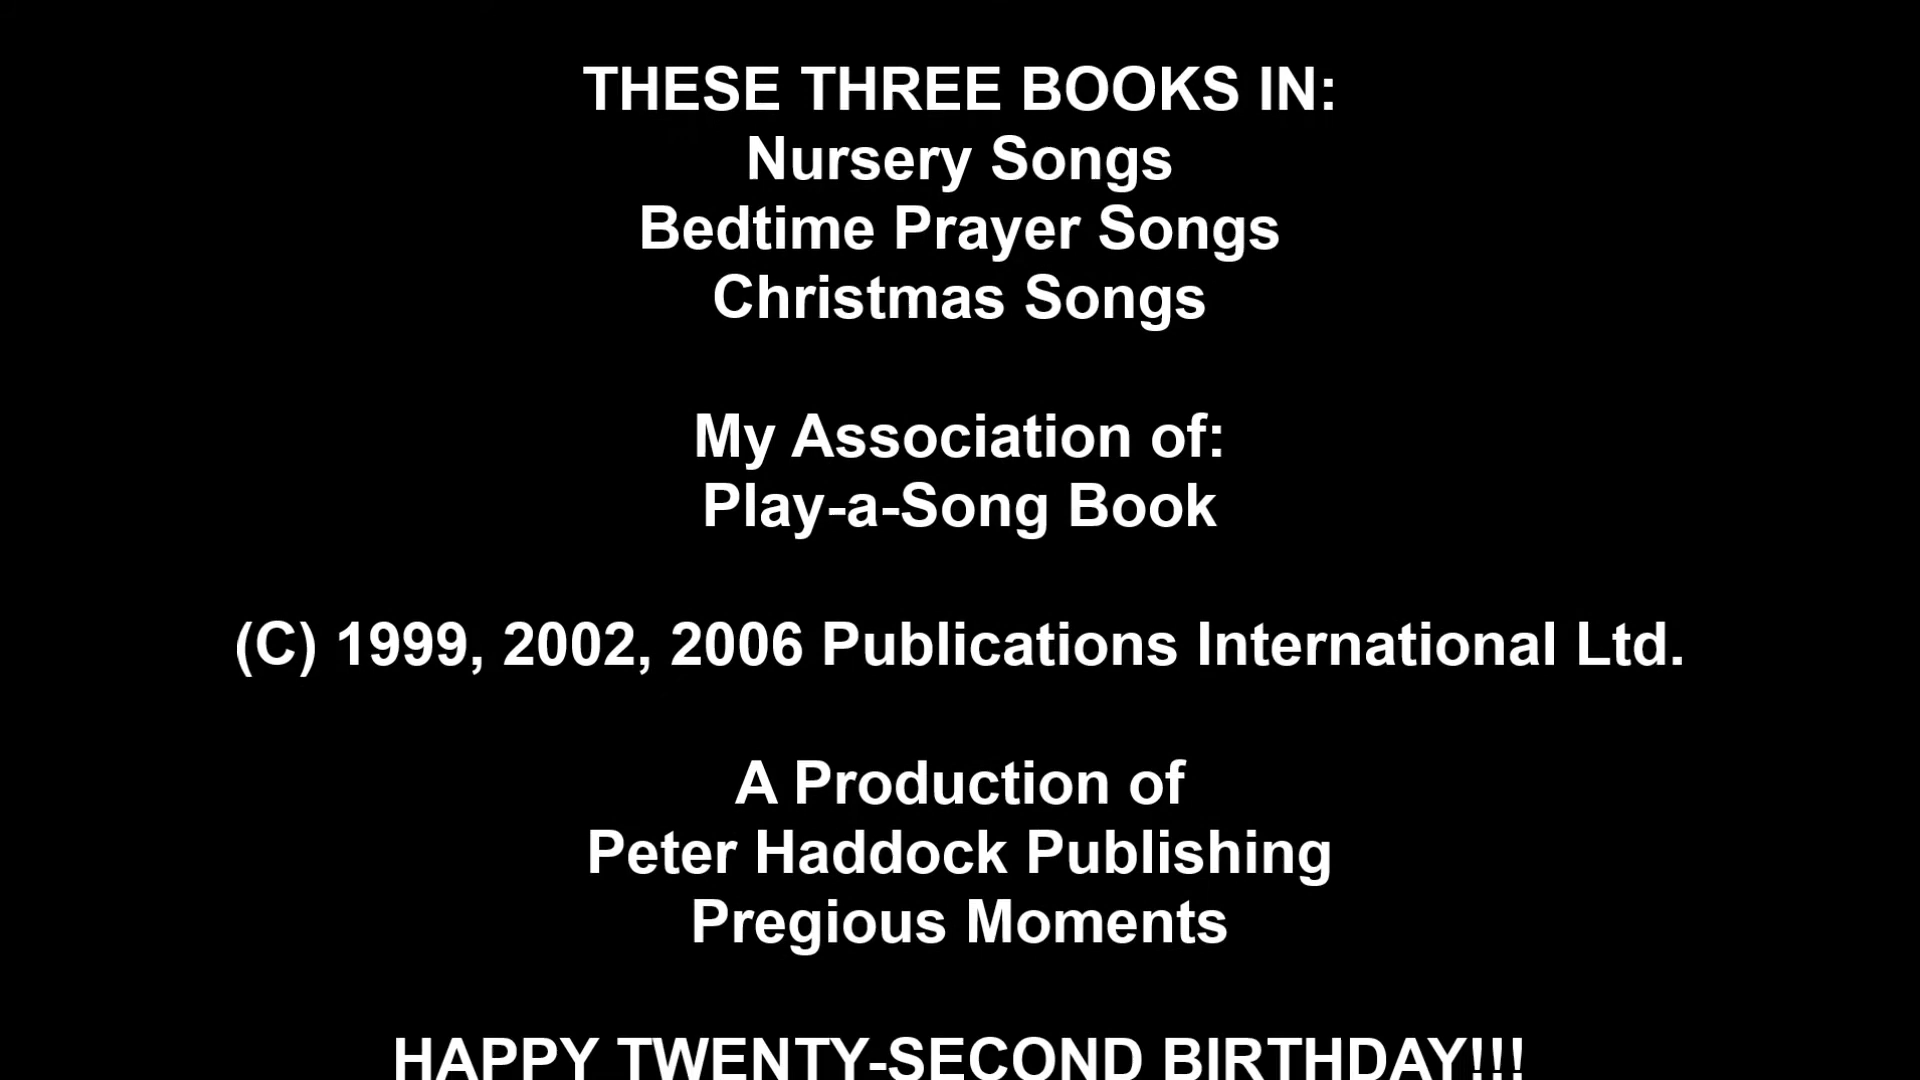 THESE THREE BOOKS IN:
Nursery Songs
Bedtime Prayer Songs
Christmas Songs
My Association of:
Play-a-Song Book
(C) 1999, 2002, 2006 Publications International Ltd.
A Production of
Peter Haddock Publishing
Pregious Moments
HAPPY TWENTY-SECOND BIRTHDAY!!!